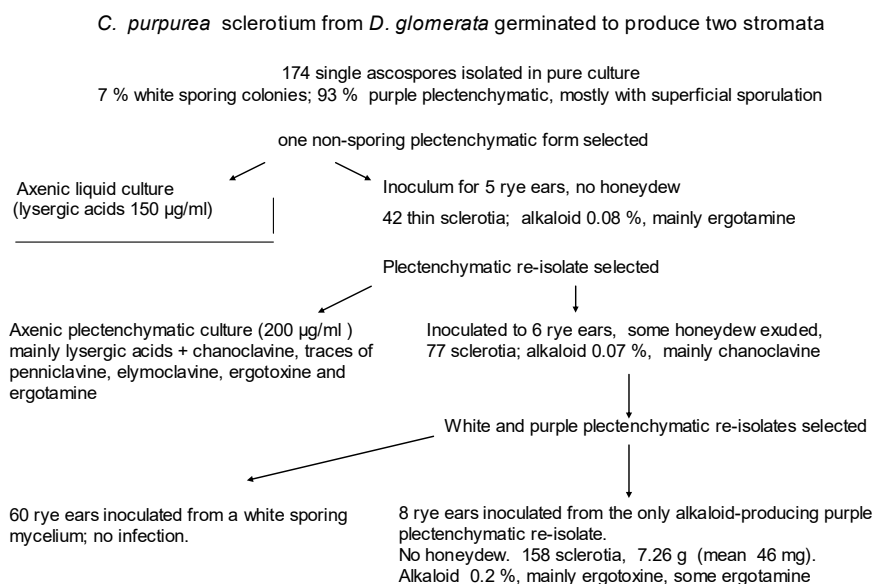 C. purpurea sclerotium from D. glomerata germinated to produce two stromata
174 single ascospores isolated in pure culture
7 % white sporing colonies; 93 % purple plectenchymatic, mostly with superficial sporulation
one non-sporing plectenchymatic form selected
Axenic liquid culture
(lysergic acids 150 µg/ml)
Inoculum for 5 rye ears, no honeydew
42 thin sclerotia; alkaloid 0.08 %, mainly ergotamine
Plectenchymatic re-isolate selected
Axenic plectenchymatic culture (200 µg/ml )
mainly lysergic acids + chanoclavine, traces of
penniclavine, elymoclavine, ergotoxine and
ergotamine
Inoculated to 6 rye ears, some honeydew exuded,
77 sclerotia; alkaloid 0.07 %, mainly chanoclavine
White and purple plectenchymatic re-isolates selected
60 rye ears inoculated from a white sporing
mycelium; no infection.
8 rye ears inoculated from the only alkaloid-producing purple
plectenchymatic re-isolate.
No honeydew. 158 sclerotia, 7.26 g (mean 46 mg).
Alkaloid 0.2 %, mainly ergotoxine, some ergotamine